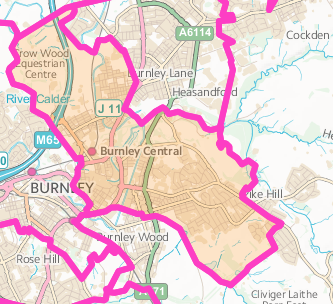 A6114
Cockden
Crow Wood
Equestrian
Centre
Burnley Lane
Heasandford
River Calder
J 11
M65
Burnley Central
BURNLEY
Pike Hill
Burnley Wood
Rose Hill
Cliviger Laithe